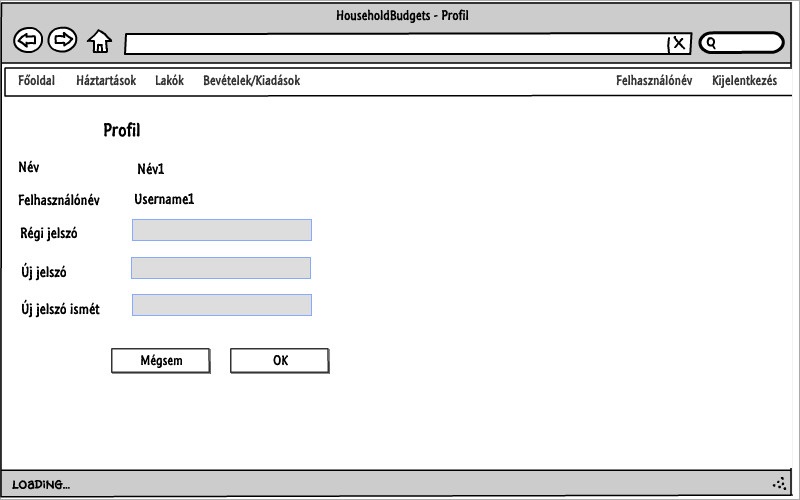 HouseholdBudgets - Profil
Főoldal Háztartások Lakók Bevételek/Kiadások Felhasználónév Kijelentkezés
Profil
Név Név1
Felhasználónév Username1
Régi jelszó
Új jelszó
Új jelszó ismét
Mégsem OK
LOADING...